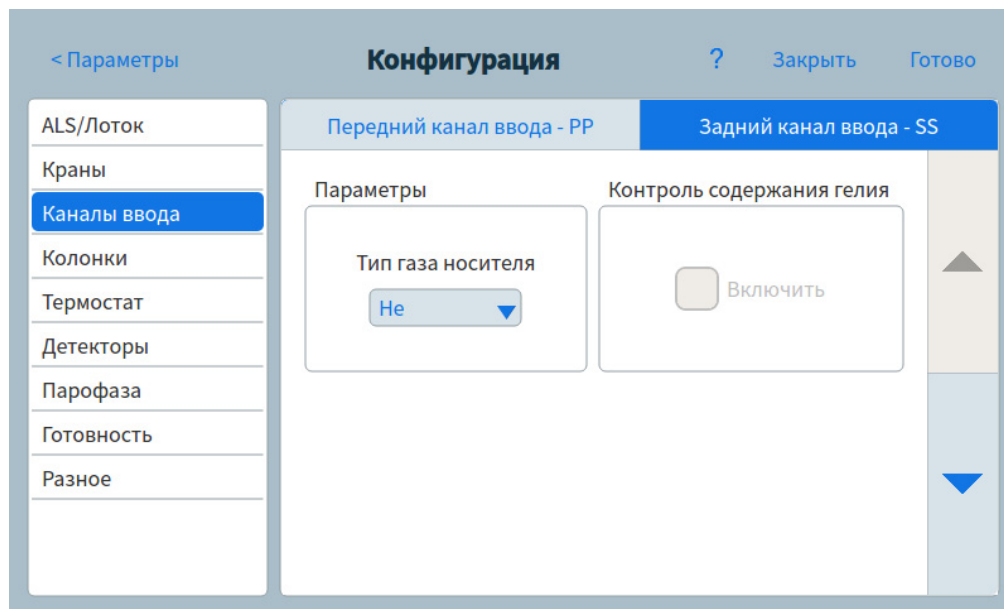 < Параметры
Конфигурация
?
Закрыть
Готово
ALS/Лоток
Краны
Каналы ввода
Колонки
Термостат
Детекторы
Парофаза
Готовность
Разное
Передний канал ввода - PP
Задний канал ввода - SS
Параметры
Тип газа носителя
Не
Контроль содержания гелия
Включить